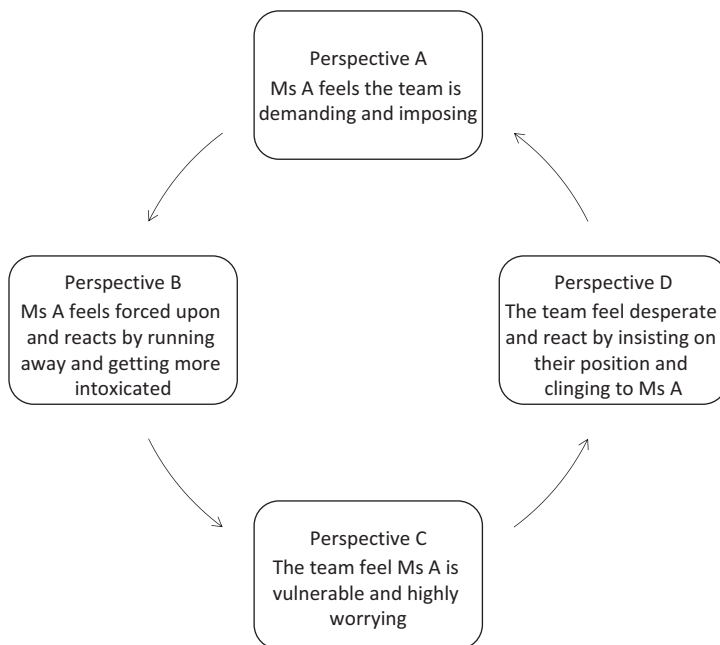 Perspective A
Ms A feels the team is
demanding and imposing
Perspective B
Ms A feels forced upon
and reacts by running
away and getting more
intoxicated
Perspective D
The team feel desperate
and react by insisting on
their position and
clinging to Ms A
Perspective C
The team feel Ms A is
vulnerable and highly
worrying